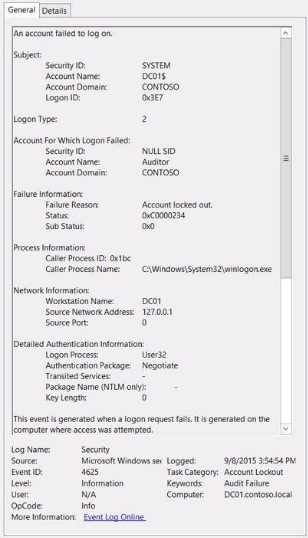 General Details
An account failed to log on.
Subject:
Security ID: SYSTEM
Account Name: DC01$
Account Domain: CONTOSO
Logon ID: 0x3E7
Logon Type: 2
Account For Which Logon Failed:
Security ID: NULL SID
Account Name: Auditor
Account Domain: CONTOSO
Failure Information:
Failure Reason: Account locked out.
Status: 0xC0000234
Sub Status: 0x0
Process Information:
Caller Process ID: 0x1bc
Caller Process Name: C:\Windows\System32\winlogon.exe
Network Information:
Workstation Name: DC01
Source Network Address: 127.0.0.1
Source Port: 0
Detailed Authentication Information:
Logon Process: User32
Authentication Package: Negotiate
Transited Services: -
Package Name (NTLM only): -
Key Length: 0
This event is generated when a logon request fails. It is generated on the
computer where access was attempted.
Log Name: Security
Source: Microsoft Windows sec Logged: 9/8/2015 3:54:54 PM
Event ID: 4625 Task Category: Account Lockout
Level: Information Keywords: Audit Failure
User: N/A Computer: DC01.contoso.local
OpCode: Info
More Information: Event Log Online